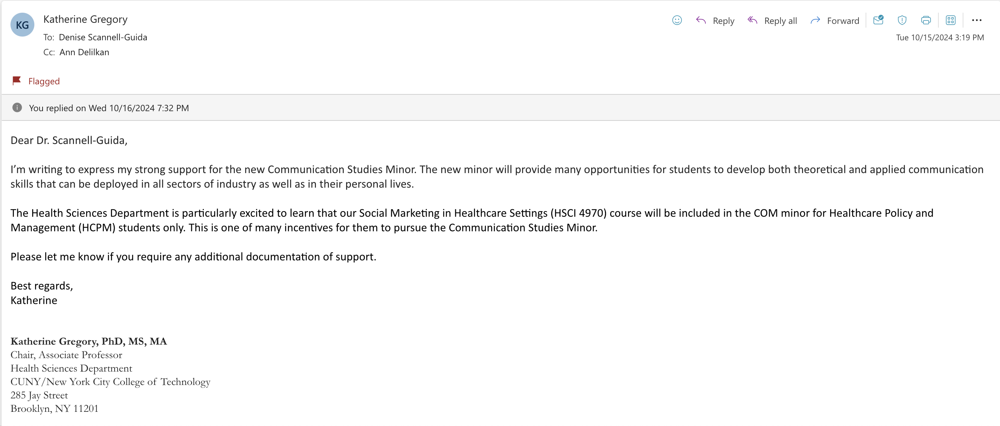 KG
Katherine Gregory
To: Denise Scannell-Guida
Cc: Ann Delilkan
Reply
Reply all
Forward
Tue 10/15/2024 3:19 PM
Flagged
You replied on Wed 10/16/2024 7:32 PM
Dear Dr. Scannell-Guida,
I’m writing to express my strong support for the new Communication Studies Minor. The new minor will provide many opportunities for students to develop both theoretical and applied communication
skills that can be deployed in all sectors of industry as well as in their personal lives.
The Health Sciences Department is particularly excited to learn that our Social Marketing in Healthcare Settings (HSCI 4970) course will be included in the COM minor for Healthcare Policy and
Management (HCPM) students only. This is one of many incentives for them to pursue the Communication Studies Minor.
Please let me know if you require any additional documentation of support.
Best regards,
Katherine
Katherine Gregory, PhD, MS, MA
Chair, Associate Professor
Health Sciences Department
CUNY/New York City College of Technology
285 Jay Street
Brooklyn, NY 11201